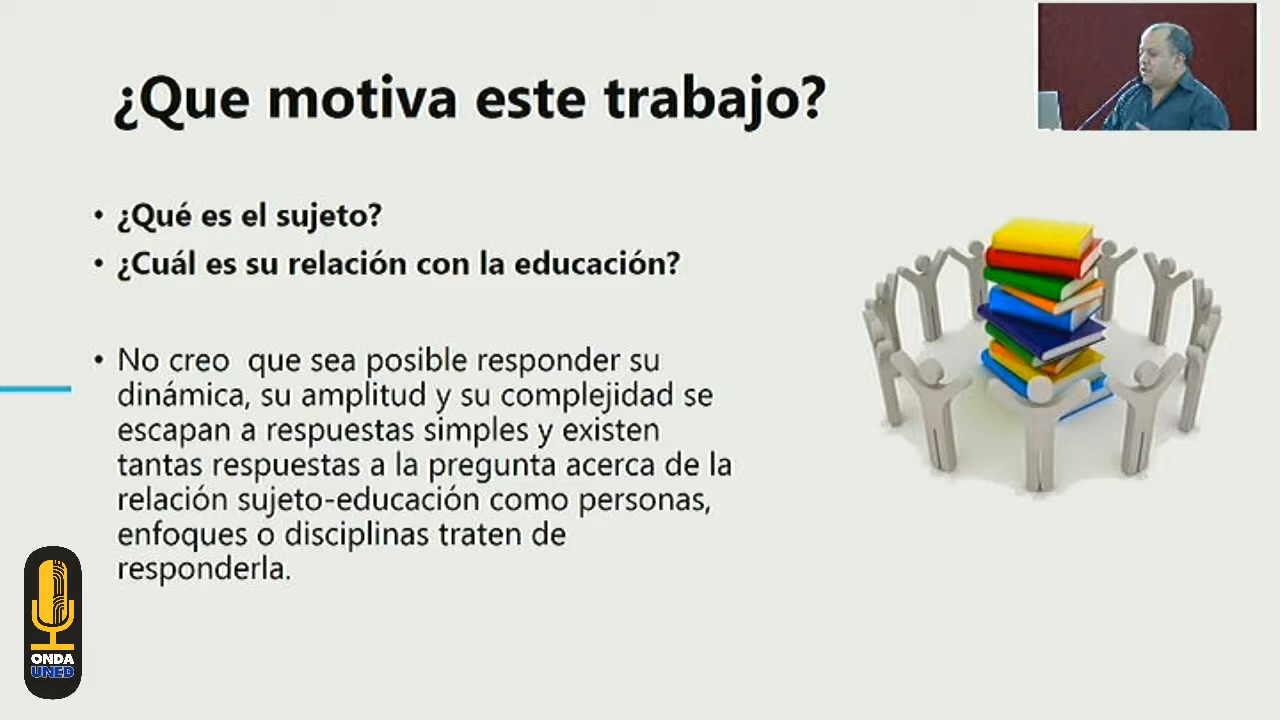 ¿Que motiva este trabajo?
• ¿Qué es el sujeto?
• ¿Cuál es su relación con la educación?
• No creo que sea posible responder su
dinámica, su amplitud y su complejidad se
escapan a respuestas simples y existen
tantas respuestas a la pregunta acerca de la
relación sujeto-educación como personas,
enfoques o disciplinas traten de
responderla.
ONDA
UNED